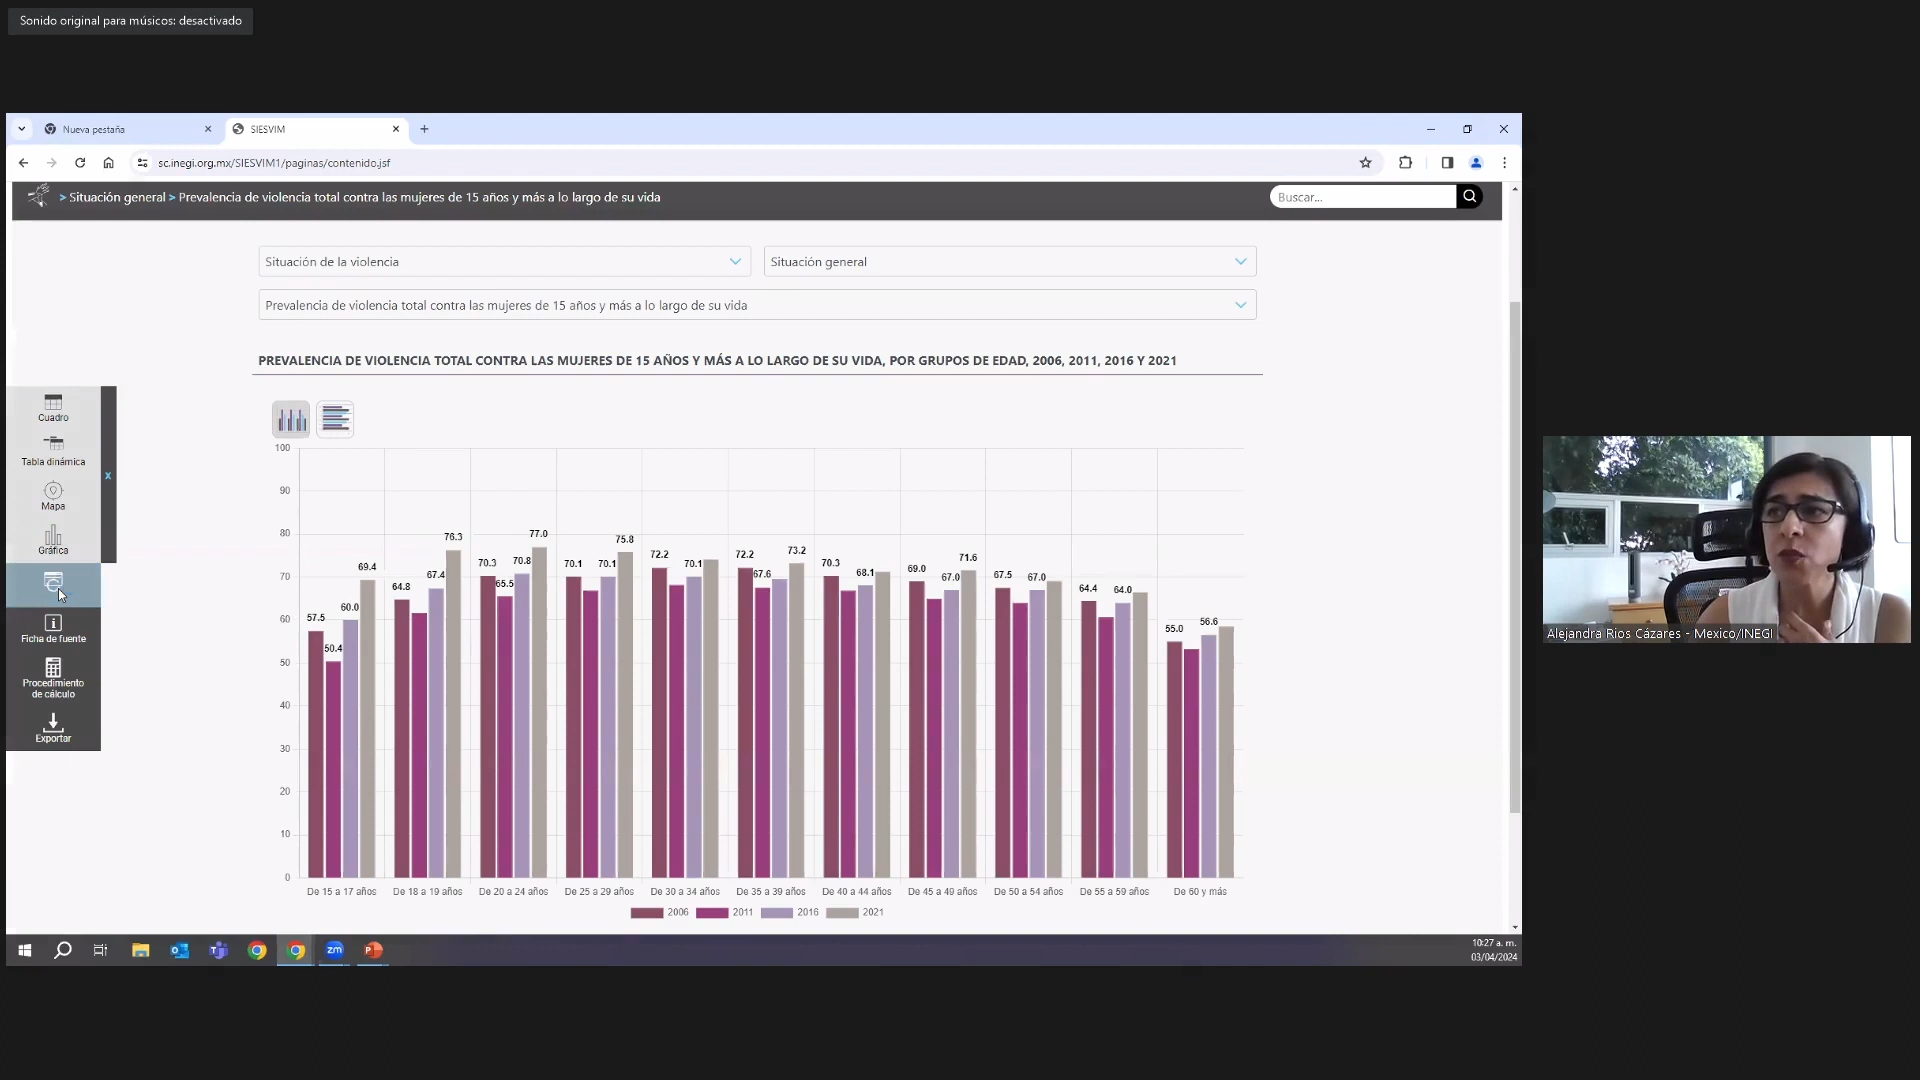 Sonido original para músicos: desactivado
Nueva pestaña
SIESVIM
sc.inegi.org.mx/SIESVIM1/paginas/contenido.jsf
> Situación general > Prevalencia de violencia total contra las mujeres de 15 años y más a lo largo de su vida
Buscar...
Situación de la violencia
Situación general
Prevalencia de violencia total contra las mujeres de 15 años y más a lo largo de su vida
PREVALENCIA DE VIOLENCIA TOTAL CONTRA LAS MUJERES DE 15 AÑOS Y MÁS A LO LARGO DE SU VIDA, POR GRUPOS DE EDAD, 2006, 2011, 2016 Y 2021
Cuadro
Tabla dinámica
Mapa
Gráfica
x
Ficha de fuente
Procedimiento
de cálculo
Exportar
100
90
80
70
60
50
40
30
20
10
0
57.5 50.4 60.0 69.4
64.8 67.4 76.3
70.3 65.5 70.8 77.0
70.1 70.1 75.8
72.2 70.1
72.2 67.6 73.2
70.3 68.1
69.0 67.0 71.6
67.5 67.0
64.4 64.0
55.0 56.6
De 15 a 17 años De 18 a 19 años De 20 a 24 años De 25 a 29 años De 30 a 34 años De 35 a 39 años De 40 a 44 años De 45 a 49 años De 50 a 54 años De 55 a 59 años De 60 y más
2006 2011 2016 2021
zm
10:27 a. m.
03/04/2024
Alejandra Ríos Cázares - Mexico/INEGI